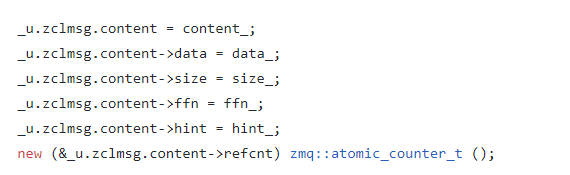 _u.zclmsg.content = content_;
_u.zclmsg.content->data = data_;
_u.zclmsg.content->size = size_;
_u.zclmsg.content->ffn = ffn_;
_u.zclmsg.content->hint = hint_;
new (&_u.zclmsg.content->refcnt) zmq::atomic_counter_t ();